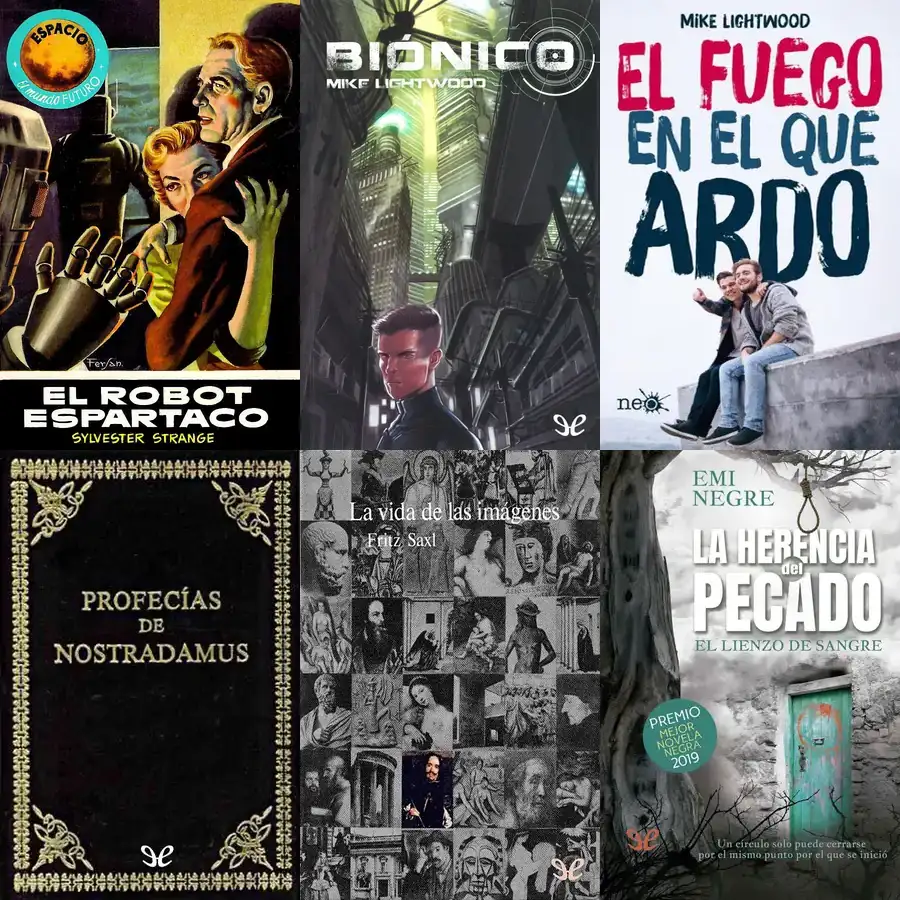 ESPACIO
El mundo FUTURO
Fersan.
EL ROBOT
ESPARTACO
SYLVESTER STRANGE
BIÓNICO
MIKE LIGHTWOOD
MIKE LIGHTWOOD
EL FUEGO
EN EL QUE
ARDO
neo
PROFECÍAS
DE
NOSTRADAMUS
La vida de las imágenes
Fritz Saxl
EMI
NEGRE
LA HERENCIA
del
PECADO
EL LIENZO DE SANGRE
PREMIO
MEJOR
NOVELA
NEGRA
2019
Un círculo solo puede cerrarse
por el mismo punto por el que se inició